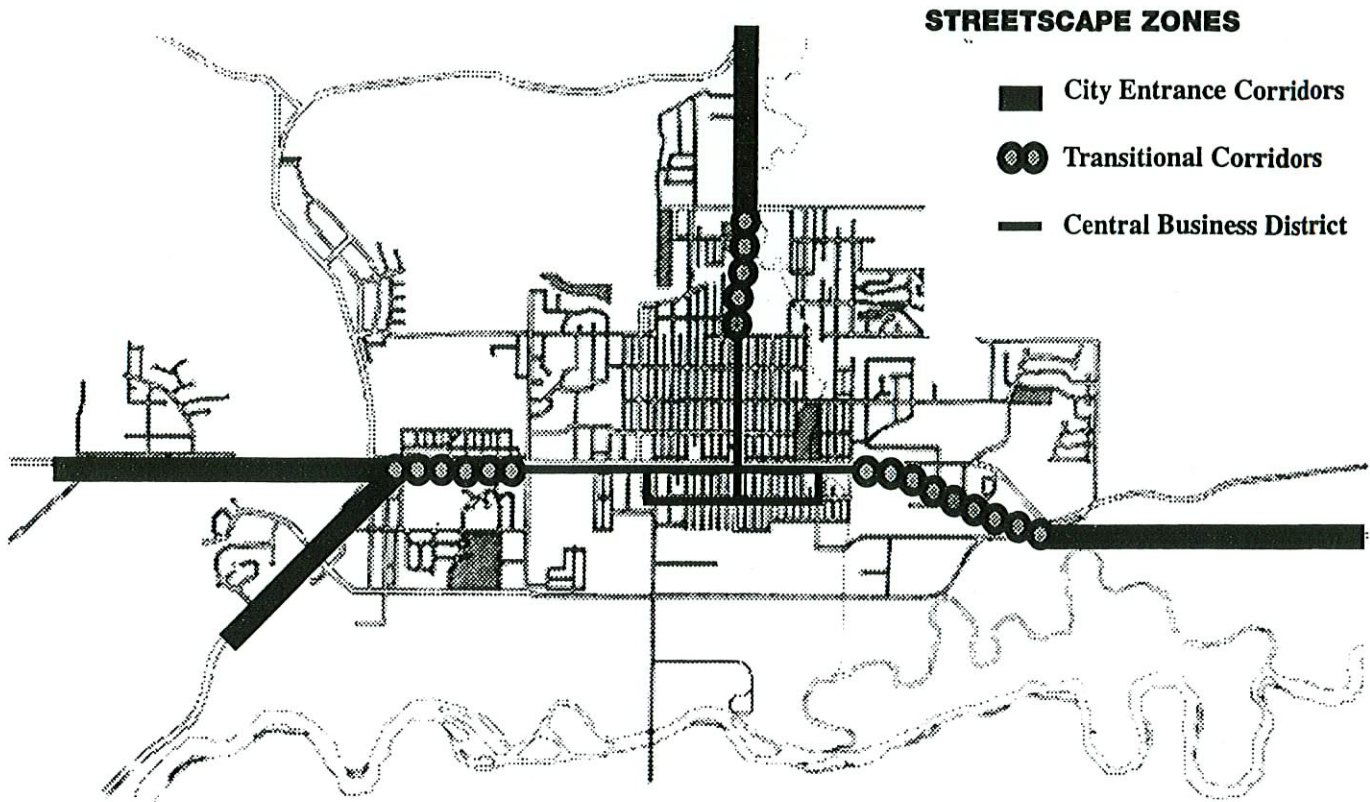 STREETSCAPE ZONES
City Entrance Corridors
Transitional Corridors
Central Business District